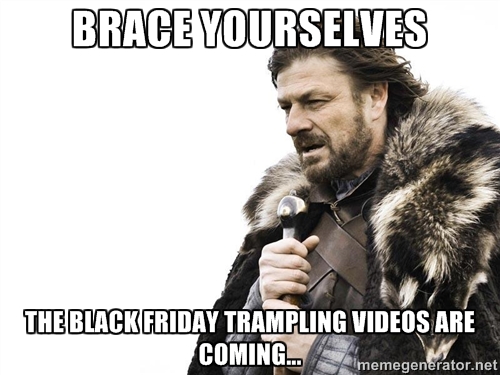 BRACE YOURSELVES
THE BLACK FRIDAY TRAMPLING VIDEOS ARE
COMING...
memegenerator.net